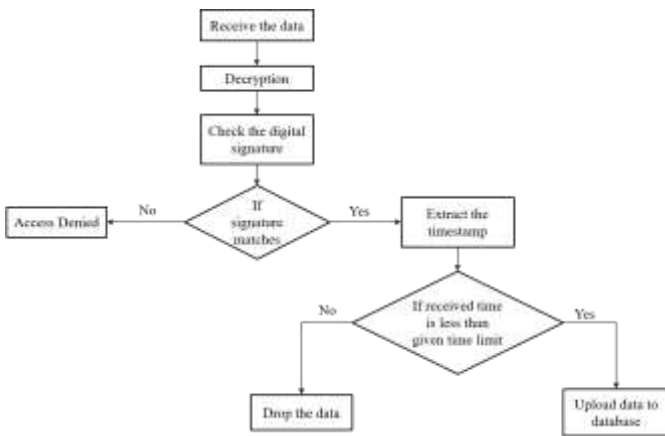 Receive the data
Decryption
Check the digital
signature
If
signature
matches
No
Access Denied
Yes
Extract the
timestamp
If received time
is less than
given time limit
No
Yes
Drop the data
Upload data to
database